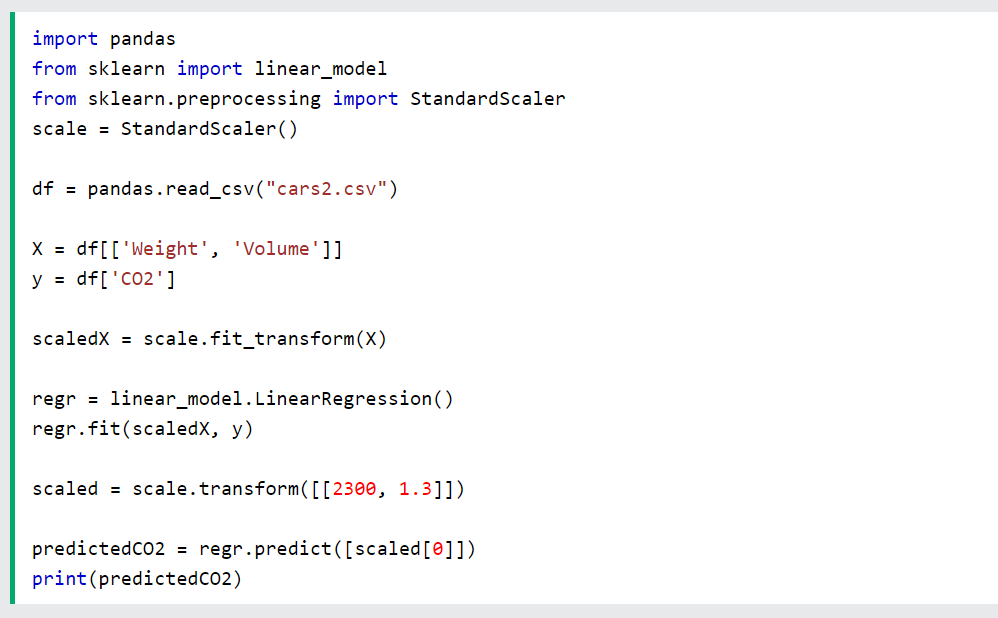 import pandas
from sklearn import linear_model
from sklearn.preprocessing import StandardScaler
scale = StandardScaler()
df = pandas.read_csv("cars2.csv")
X = df[['Weight', 'Volume']]
y = df['CO2']
scaledX = scale.fit_transform(X)
regr = linear_model.LinearRegression()
regr.fit(scaledX, y)
scaled = scale.transform([[2300, 1.3]])
predictedCO2 = regr.predict([scaled[0]])
print(predictedCO2)